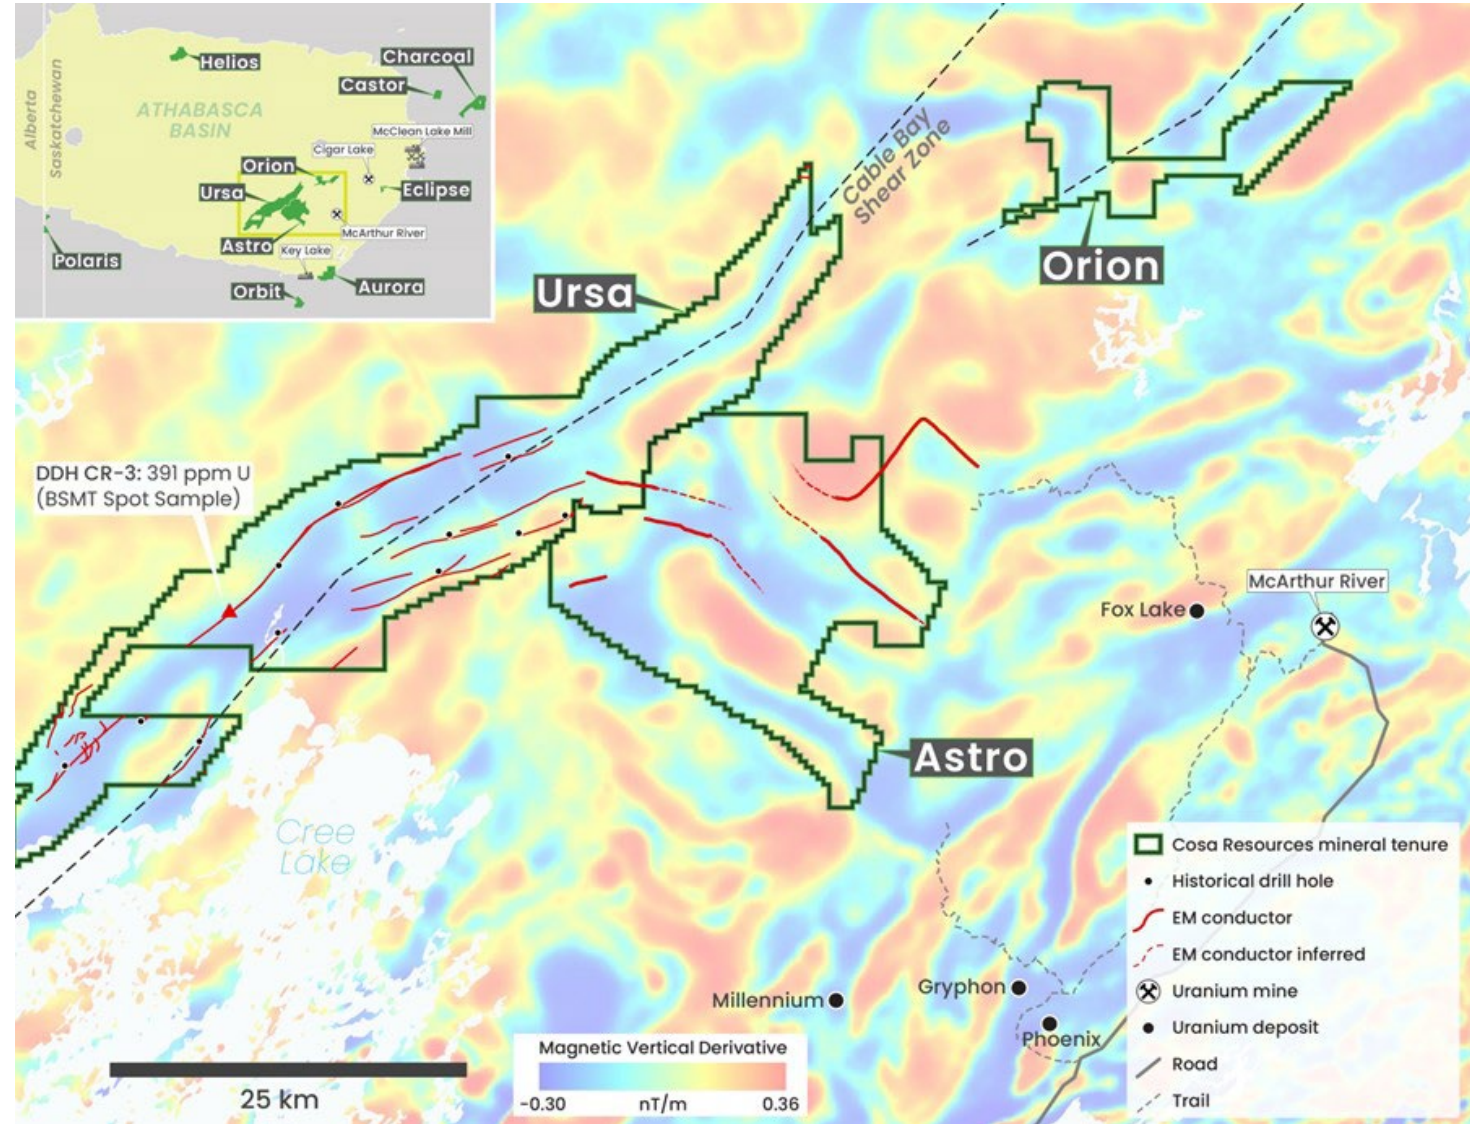 Alberta
Saskatchewan
Helios
Charcoal
Castor
ATHABASCA
BASIN
McClean Lake Mill
Cigar Lake
Orion
Ursa
Eclipse
Astro
McArthur River
Key Lake
Polaris
Aurora
Orbit
Cable Bay
Shear Zone
Orion
Ursa
DDH CR-3: 391 ppm U
(BSMT Spot Sample)
McArthur River
Fox Lake
Astro
Cree
Lake
Millennium
Gryphon
Phoenix
25 km
Magnetic Vertical Derivative
-0.30 nT/m 0.36
Cosa Resources mineral tenure
Historical drill hole
EM conductor
EM conductor inferred
Uranium mine
Uranium deposit
Road
Trail